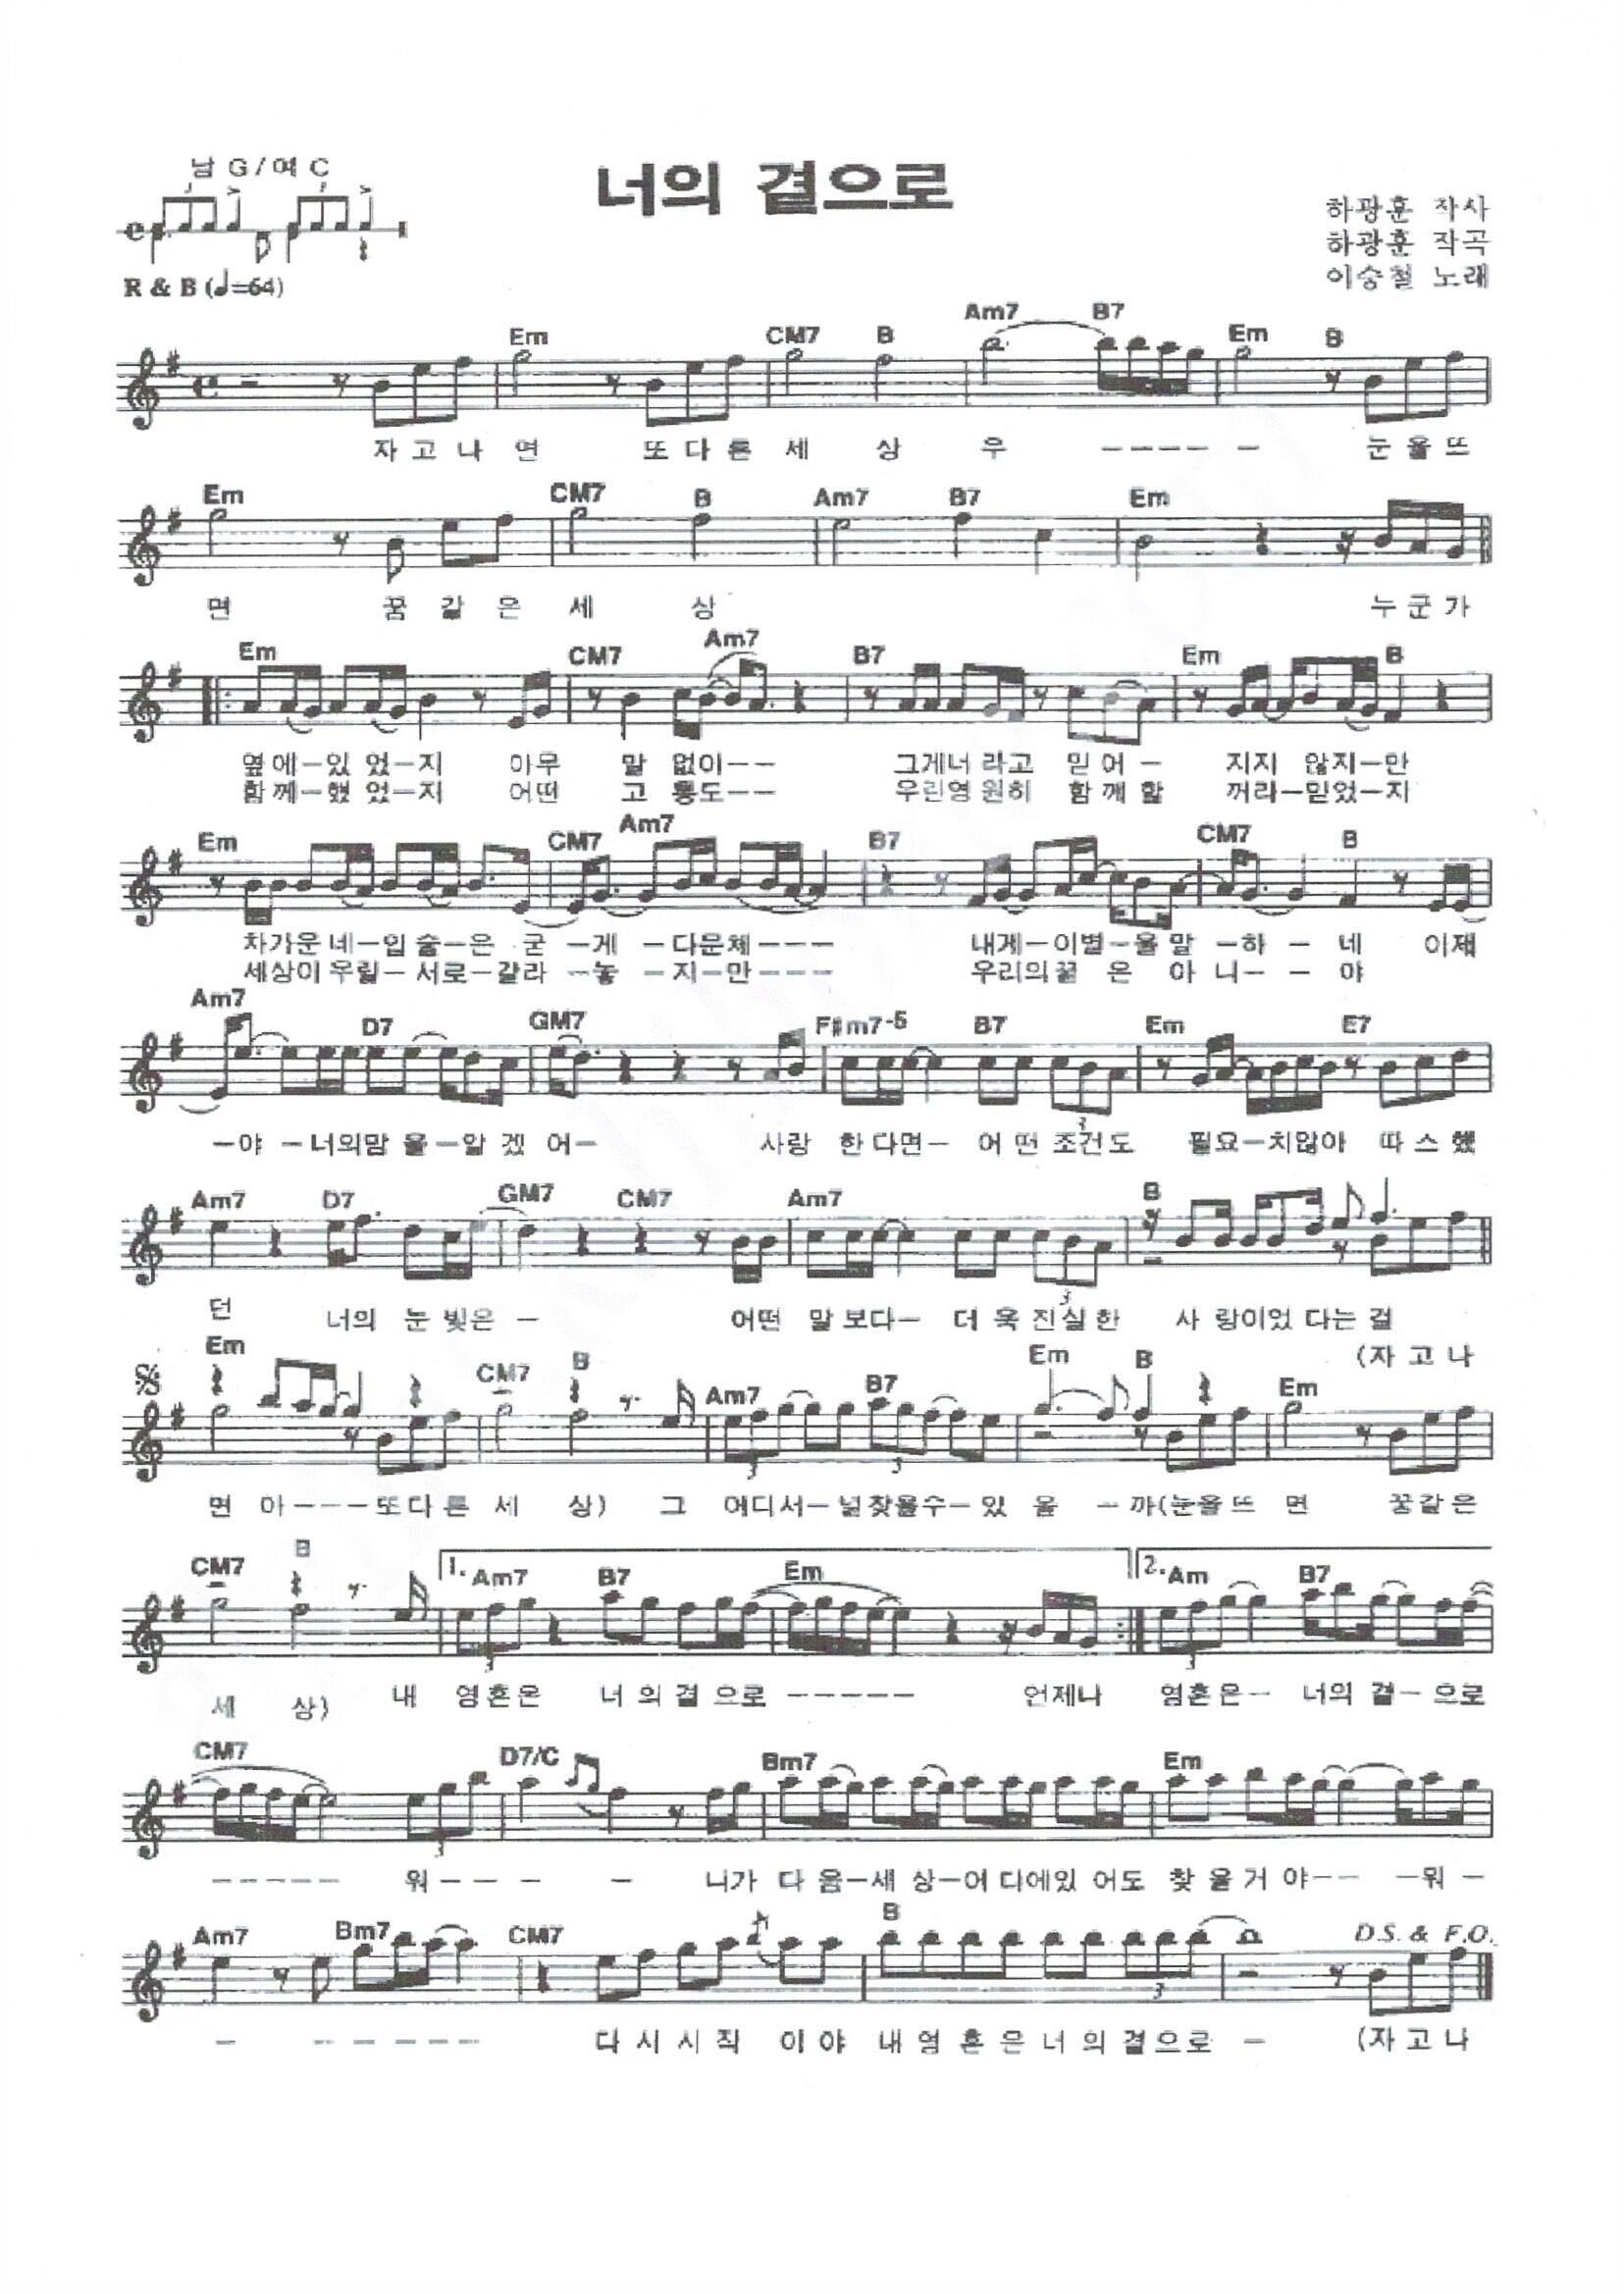 남 G/여 C
너의 곁으로
하광훈 작사
하광훈 작곡
이승철 노래
R & B (♩=64)
Em CM7 B Am7 B7 Em B
자고나 면 또다른 세 상 우 ----- 눈을뜨
Em CM7 B Am7 B7 Em
면 꿈 같 은 세 상 누군가
Em CM7 Am7 B7 Em B
옆에-있 었-지 아무 말 없이-- 그게너 라고 믿 어 - 지지 않지-만
함께-했 었-지 어떤 고 통도-- 우린영 원히 함 께 할 꺼라-믿었-지
Em CM7 Am7 B7 CM7 B
차가운 네-입 술-은 굳 -게 -다문체--- 내게-이별-을 말 -하 - 네 이제
세상이 우릴- 서로-갈라 -놓 -지-만--- 우리의꿈 은 아 니- - 야
Am7 D7 GM7 F#m7-5 B7 Em E7
-야 -너의맘 을-알 겠 어- 사랑 한 다면- 어 떤 조건도 필요-치않아 따 스 했
3
Am7 D7 GM7 CM7 Am7 B
던 너의 눈 빛은 - 어떤 말 보다- 더 욱 진실한 사 랑이었 다는 걸
3
(자 고 나
Em CM7 B Am7 B7 Em B Em
3 3
면 아---또다 른 세 상) 그 어디서-널찾을수-있 을 -까(눈을뜨 면 꿈같은
CM7 B 1. Am7 B7 Em 2. Am B7
3 3
세 상) 내 영혼은 너 의 곁 으로 ----- 언제나 영혼은- 너의 곁-으로
CM7 D7/C Bm7 Em
3
----- 워-- - - 니가 다 음-세 상-어 디에있 어도 찾 을 거 야-- -워 -
Am7 Bm7 CM7 B D.S. & F.O.
3
- ----- 다 시 시 작 이 야 내 영 혼 은 너 의 곁 으로 - (자 고 나